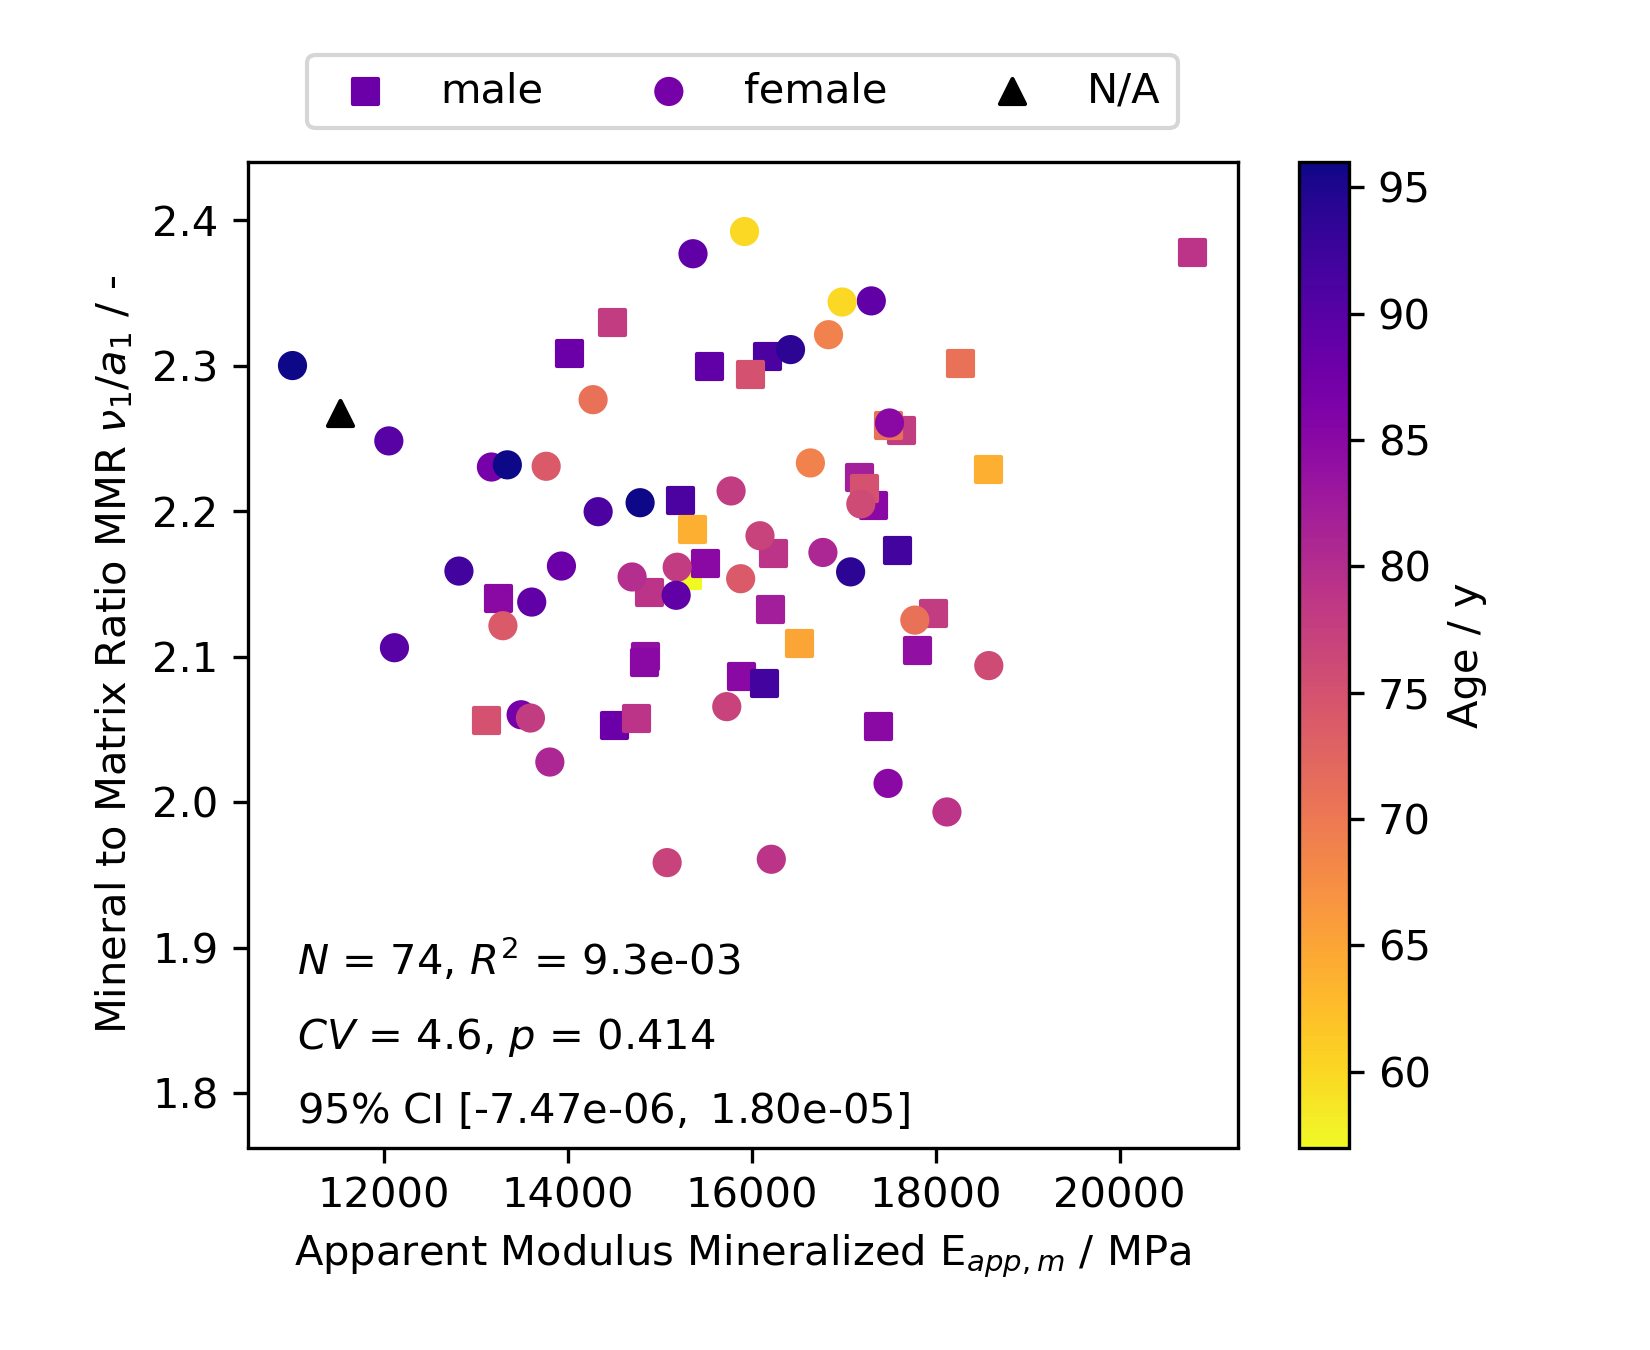 male female N/A
Mineral to Matrix Ratio MMR ν₁/a₁ / -
2.4
2.3
2.2
2.1
2.0
1.9
1.8
N = 74, R² = 9.3e-03
CV = 4.6, p = 0.414
95% CI [-7.47e-06, 1.80e-05]
12000 14000 16000 18000 20000
Apparent Modulus Mineralized E_app,m / MPa
95
90
85
80
75
70
65
60
Age / y